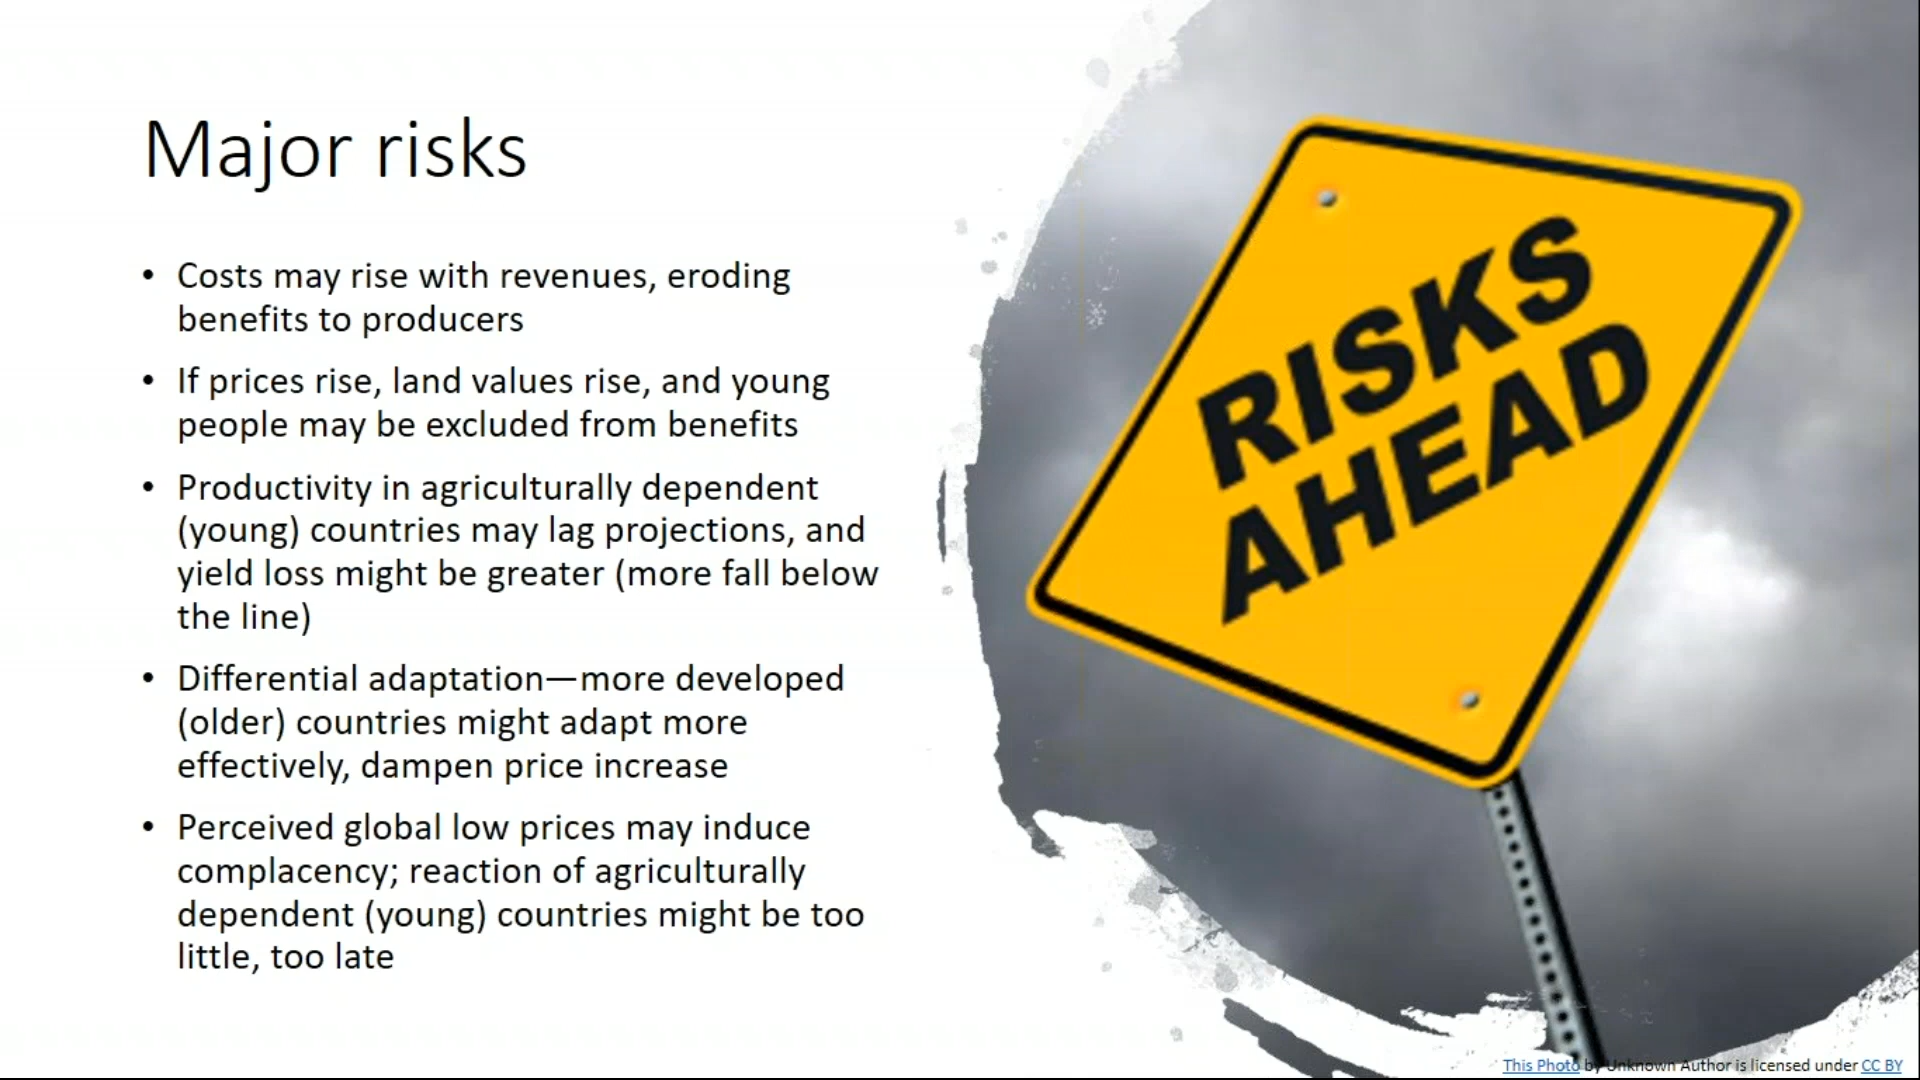 Major risks
• Costs may rise with revenues, eroding
benefits to producers
• If prices rise, land values rise, and young
people may be excluded from benefits
• Productivity in agriculturally dependent
(young) countries may lag projections, and
yield loss might be greater (more fall below
the line)
• Differential adaptation—more developed
(older) countries might adapt more
effectively, dampen price increase
• Perceived global low prices may induce
complacency; reaction of agriculturally
dependent (young) countries might be too
little, too late
RISKS
AHEAD
This Photo by Unknown Author is licensed under CC BY